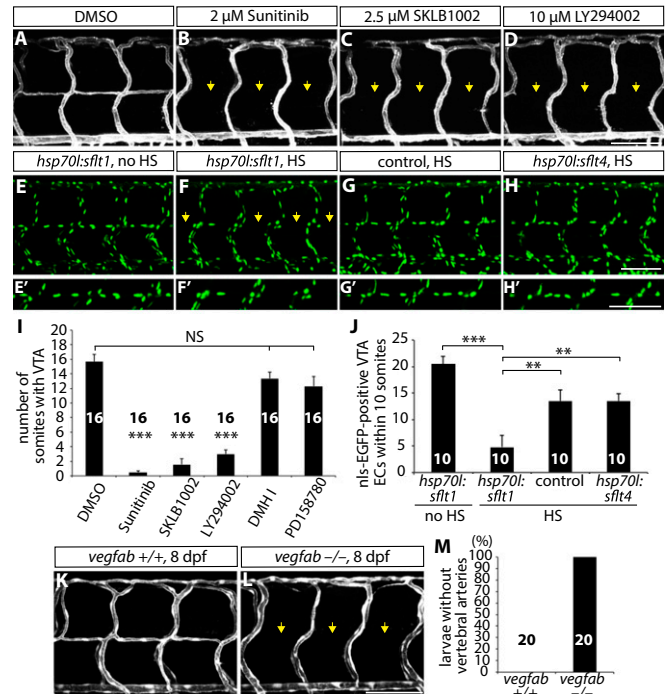 DMSO
2 µM Sunitinib
2.5 µM SKLB1002
10 µM LY294002
A
B
C
D
hsp70l:sflt1, no HS
hsp70l:sflt1, HS
control, HS
hsp70l:sflt4, HS
E
F
G
H
E′
F′
G′
H′
I
number of
somites with VTA
20
18
16
14
12
10
8
6
4
2
0
NS
16
16
***
16
***
16
***
16
16
DMSO
Sunitinib
SKLB1002
LY294002
DMH I
PD158780
J
nls-EGFP-positive VTA
ECs within 10 somites
25
20
15
10
5
0
***
**
**
10
10
10
10
hsp70l:
sflt1
hsp70l:
sflt1
control
hsp70l:
sflt4
no HS
HS
vegfab +/+, 8 dpf
vegfab –/–, 8 dpf
K
L
M
(%)
larvae without
vertebral arteries
100
90
80
70
60
50
40
30
20
10
0
20
20
vegfab
+/+
vegfab
–/–